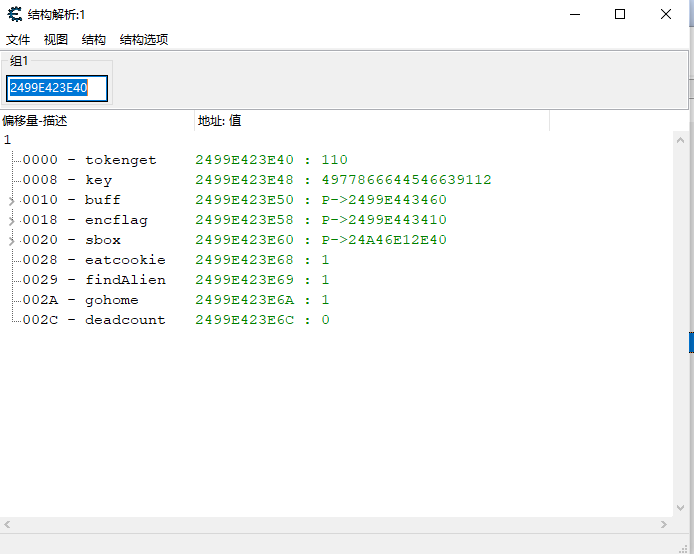 结构解析:1
文件 视图 结构 结构选项
组1
2499E423E40
偏移量-描述 地址: 值
1
0000 - tokenget 2499E423E40 : 110
0008 - key 2499E423E48 : 4977866644546639112
0010 - buff 2499E423E50 : P->2499E443460
0018 - encflag 2499E423E58 : P->2499E443410
0020 - sbox 2499E423E60 : P->24A46E12E40
0028 - eatcookie 2499E423E68 : 1
0029 - findAlien 2499E423E69 : 1
002A - gohome 2499E423E6A : 1
002C - deadcount 2499E423E6C : 0